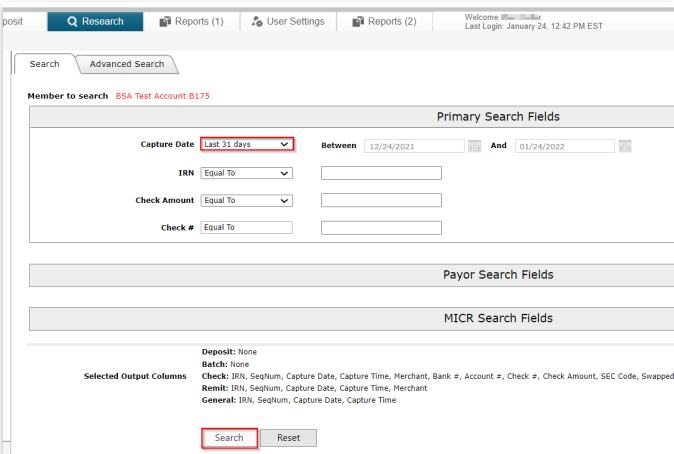 posit Research Reports (1) User Settings Reports (2) Welcome
Last Login: January 24, 12:42 PM EST
Search Advanced Search
Member to search BSA Test Account B175
Primary Search Fields
Capture Date Last 31 days Between 12/24/2021 And 01/24/2022
IRN Equal To
Check Amount Equal To
Check # Equal To
Payor Search Fields
MICR Search Fields
Deposit: None
Batch: None
Selected Output Columns Check: IRN, SeqNum, Capture Date, Capture Time, Merchant, Bank #, Account #, Check #, Check Amount, SEC Code, Swapped
Remit: IRN, SeqNum, Capture Date, Capture Time, Merchant
General: IRN, SeqNum, Capture Date, Capture Time
Search Reset